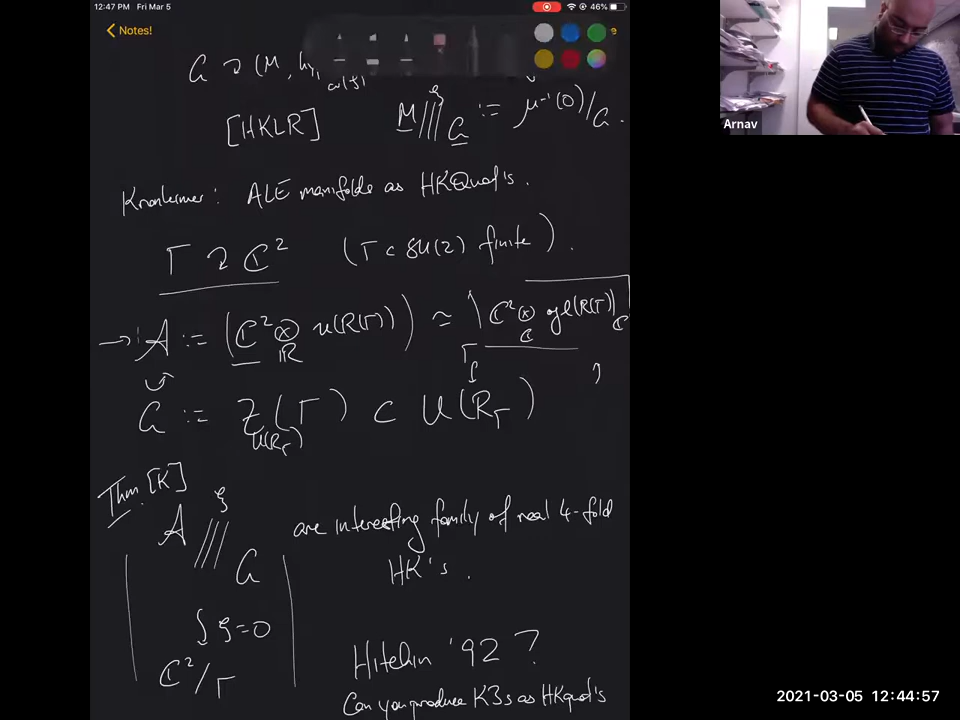 12:47 PM Fri Mar 5
46%
Notes!
G ↷ (M,
[HKLR] M///G := μ⁻¹(0)/G .
Kronheimer: ALE manifolds as HKQuot's .
Γ ↷ ℂ² (Γ ⊂ SU(2) finite ) .
→ A := (ℂ² ⊗ℝ u(R(Γ))) ≃ ℂ² ⊗ℂ gl(R(Γ))
G := Z U(RΓ) (Γ) ⊂ U(RΓ)
Thm. [K]
A ///ξ G are interesting family of real 4-fold
HK's .
ξ=0
ℂ²/Γ
Hitchin '92 ?
Can you produce K3s as HKquot's
Arnav
2021-03-05 12:44:57